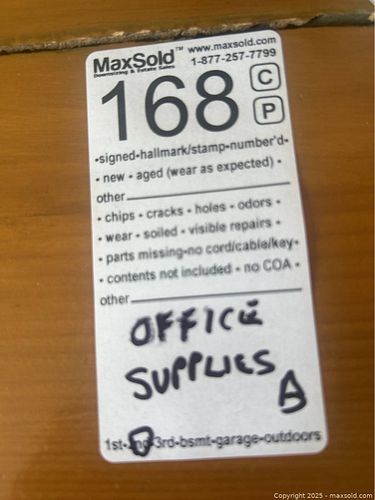 MaxSold™ www.maxsold.com
Downsizing & Estate Sales 1-877-257-7799
168 C
P
•signed-hallmark/stamp-number'd•
• new • aged (wear as expected) •
other
• chips • cracks • holes • odors •
• wear • soiled • visible repairs •
• parts missing-no cord/cable/key•
• contents not included • no COA •
other
OFFICE
SUPPLIES
A
1st-2nd-3rd-bsmt-garage-outdoors
Copyright © 2025 - maxsold.com